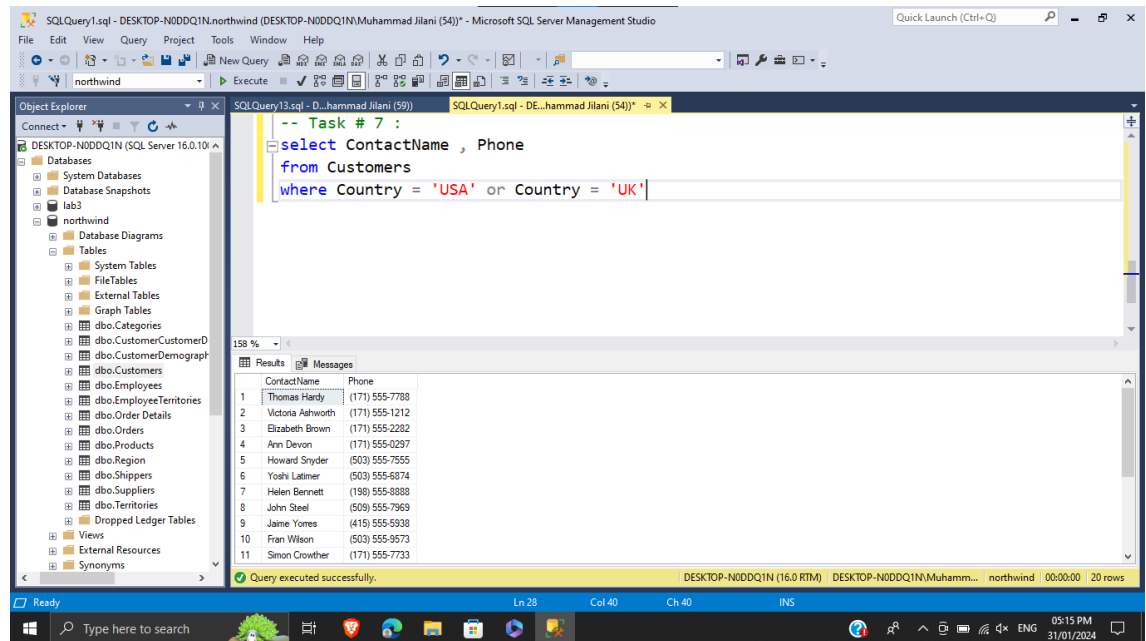 SQLQuery1.sql - DESKTOP-N0DDQ1N.northwind (DESKTOP-N0DDQ1N\Muhammad Jilani (54))* - Microsoft SQL Server Management Studio
Quick Launch (Ctrl+Q)
File Edit View Query Project Tools Window Help
New Query
northwind
Execute
Object Explorer
SQLQuery13.sql - D...hammad Jilani (59))
SQLQuery1.sql - DE...hammad Jilani (54))*
Connect
DESKTOP-N0DDQ1N (SQL Server 16.0.100
Databases
System Databases
Database Snapshots
lab3
northwind
Database Diagrams
Tables
System Tables
FileTables
External Tables
Graph Tables
dbo.Categories
dbo.CustomerCustomerD
dbo.CustomerDemograph
dbo.Customers
dbo.Employees
dbo.EmployeeTerritories
dbo.Order Details
dbo.Orders
dbo.Products
dbo.Region
dbo.Shippers
dbo.Suppliers
dbo.Territories
Dropped Ledger Tables
Views
External Resources
Synonyms
-- Task # 7 :
select ContactName , Phone
from Customers
where Country = 'USA' or Country = 'UK'
158 %
Results Messages
ContactName Phone
1 Thomas Hardy (171) 555-7788
2 Victoria Ashworth (171) 555-1212
3 Elizabeth Brown (171) 555-2282
4 Ann Devon (171) 555-0297
5 Howard Snyder (503) 555-7555
6 Yoshi Latimer (503) 555-6874
7 Helen Bennett (198) 555-8888
8 John Steel (509) 555-7969
9 Jaime Yorres (415) 555-5938
10 Fran Wilson (503) 555-9573
11 Simon Crowther (171) 555-7733
Query executed successfully.
DESKTOP-N0DDQ1N (16.0 RTM) DESKTOP-N0DDQ1N\Muhamm... northwind 00:00:00 20 rows
Ready
Ln 28 Col 40 Ch 40 INS
Type here to search
ENG
05:15 PM
31/01/2024